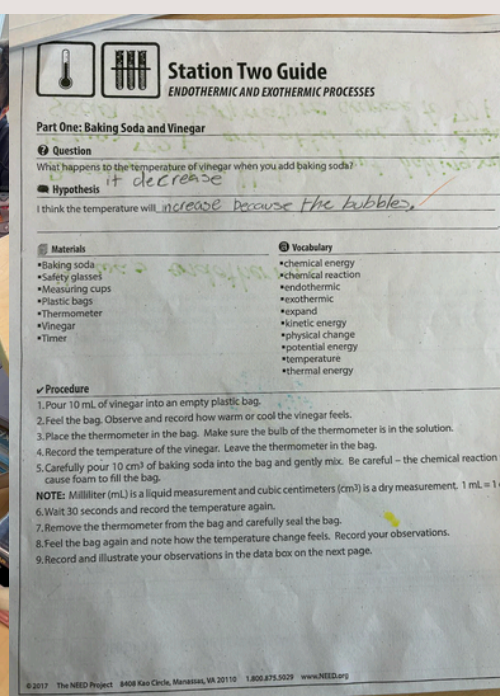 Station Two Guide
ENDOTHERMIC AND EXOTHERMIC PROCESSES
Part One: Baking Soda and Vinegar
Question
What happens to the temperature of vinegar when you add baking soda?
it decrease
Hypothesis
I think the temperature will increase because the bubbles.
Materials
•Baking soda
•Safety glasses
•Measuring cups
•Plastic bags
•Thermometer
•Vinegar
•Timer
Vocabulary
•chemical energy
•chemical reaction
•endothermic
•exothermic
•expand
•kinetic energy
•physical change
•potential energy
•temperature
•thermal energy
✔ Procedure
1. Pour 10 mL of vinegar into an empty plastic bag.
2. Feel the bag. Observe and record how warm or cool the vinegar feels.
3. Place the thermometer in the bag. Make sure the bulb of the thermometer is in the solution.
4. Record the temperature of the vinegar. Leave the thermometer in the bag.
5. Carefully pour 10 cm³ of baking soda into the bag and gently mix. Be careful – the chemical reaction
cause foam to fill the bag.
NOTE: Milliliter (mL) is a liquid measurement and cubic centimeters (cm³) is a dry measurement. 1 mL = 1
6. Wait 30 seconds and record the temperature again.
7. Remove the thermometer from the bag and carefully seal the bag.
8. Feel the bag again and note how the temperature change feels. Record your observations.
9. Record and illustrate your observations in the data box on the next page.
©2017 The NEED Project 8408 Kao Circle, Manassas, VA 20110 1.800.875.5029 www.NEED.org